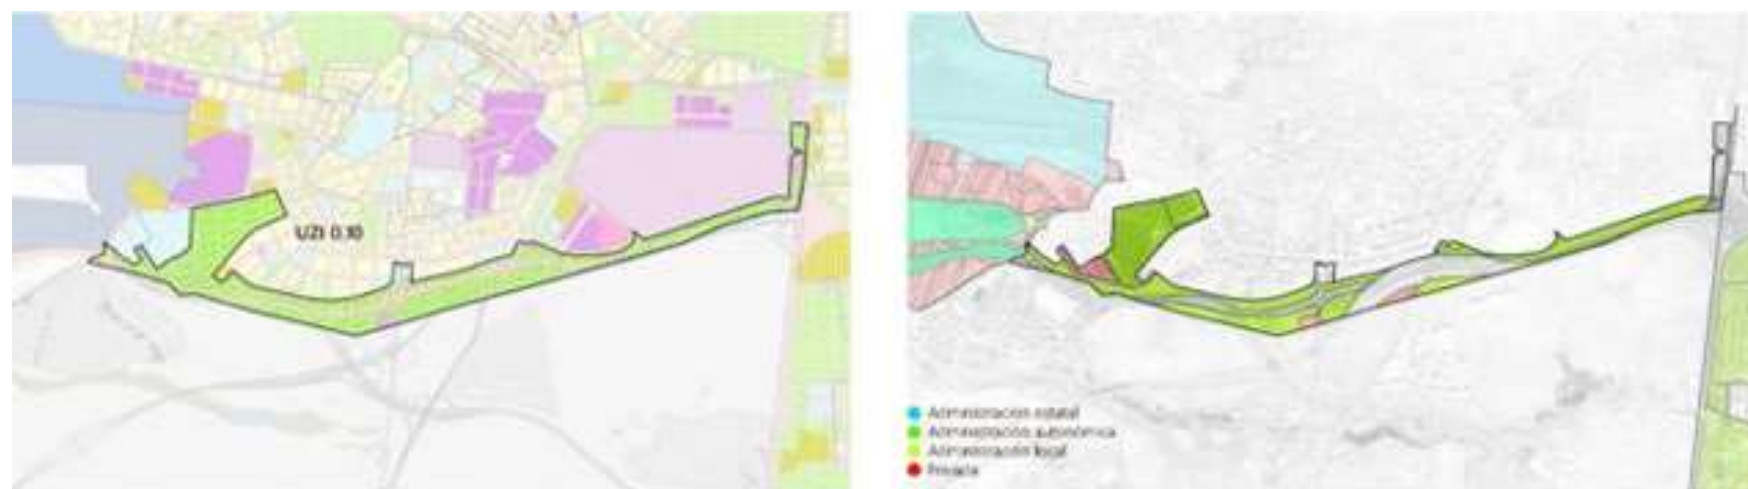 UZI 0.10
Administración estatal
Administración autonómica
Administración local
Privada